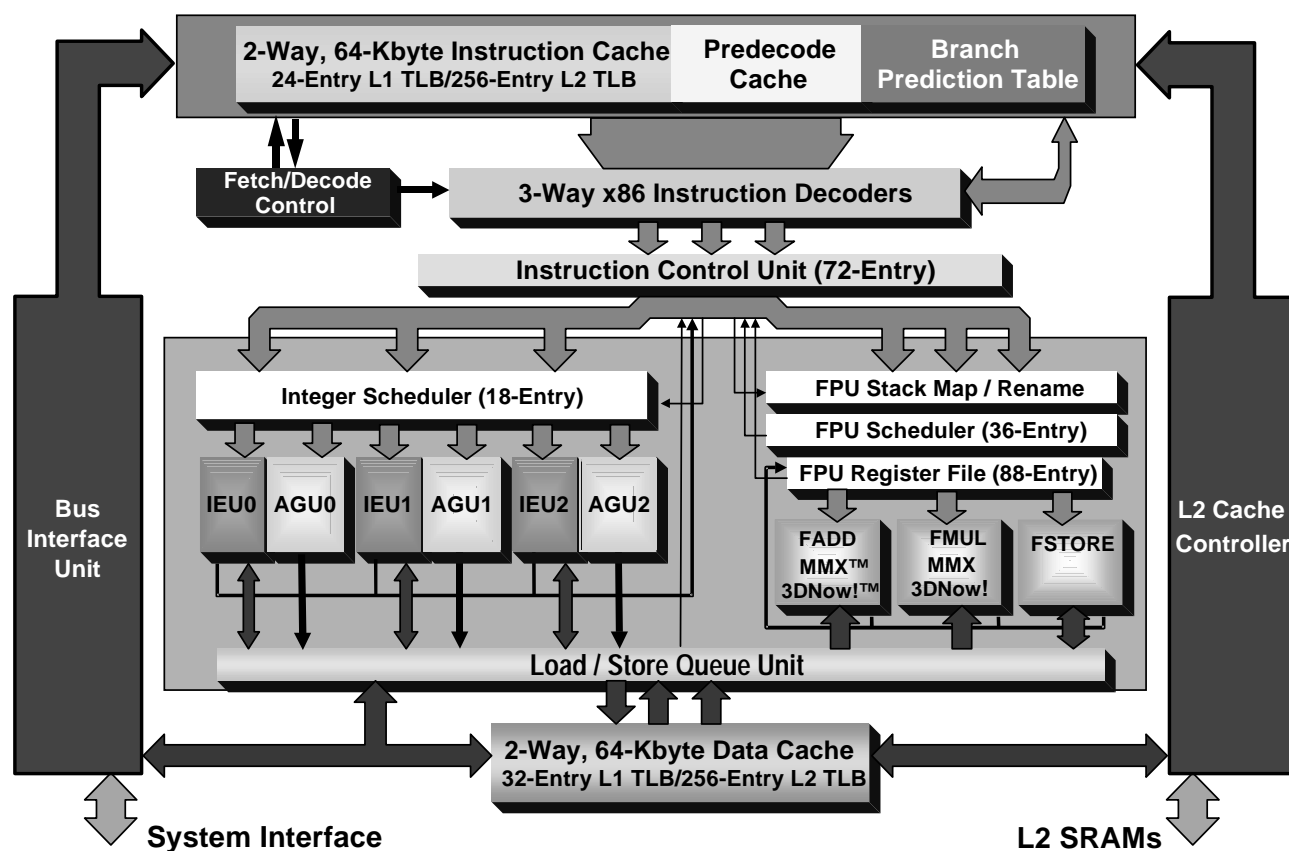 2-Way, 64-Kbyte Instruction Cache
24-Entry L1 TLB/256-Entry L2 TLB
Predecode
Cache
Branch
Prediction Table
Fetch/Decode
Control
3-Way x86 Instruction Decoders
Instruction Control Unit (72-Entry)
Integer Scheduler (18-Entry)
FPU Stack Map / Rename
FPU Scheduler (36-Entry)
FPU Register File (88-Entry)
IEU0
AGU0
IEU1
AGU1
IEU2
AGU2
FADD
MMX™
3DNow!™
FMUL
MMX
3DNow!
FSTORE
Bus
Interface
Unit
L2 Cache
Controller
Load / Store Queue Unit
2-Way, 64-Kbyte Data Cache
32-Entry L1 TLB/256-Entry L2 TLB
System Interface
L2 SRAMs